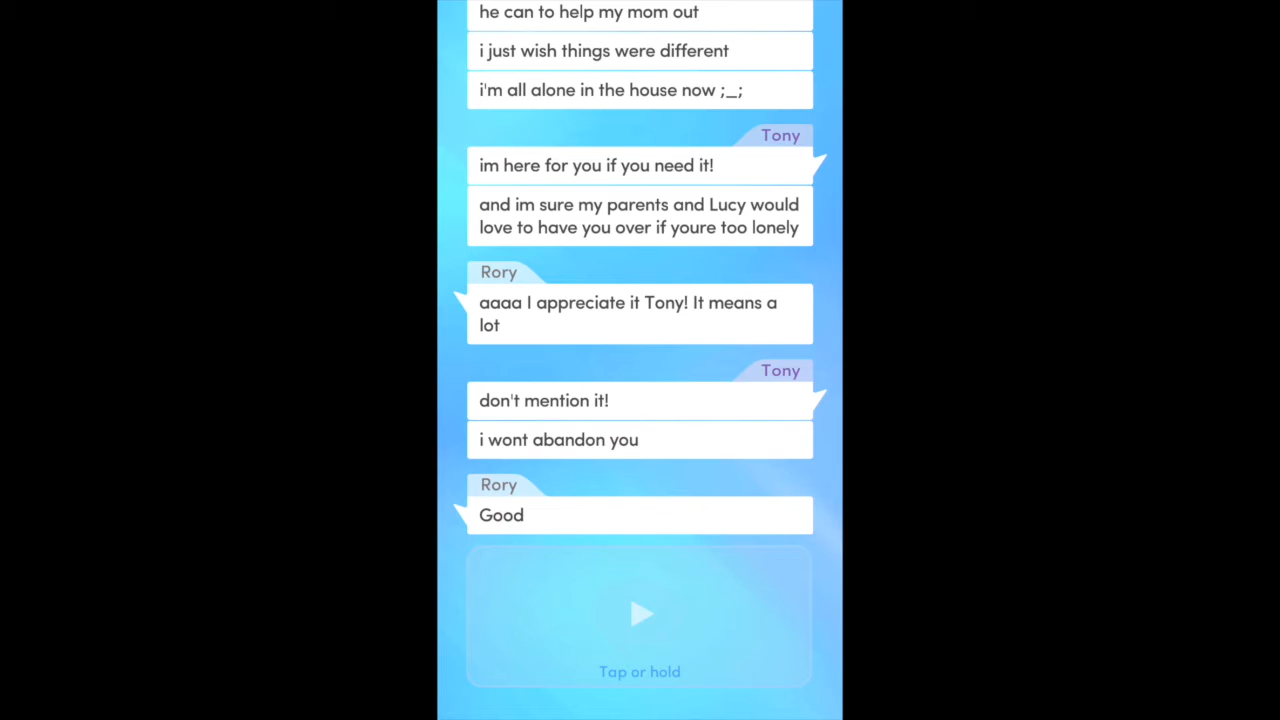 he can to help my mom out
i just wish things were different
i'm all alone in the house now ;_;
Tony
im here for you if you need it!
and im sure my parents and Lucy would
love to have you over if youre too lonely
Rory
aaaa I appreciate it Tony! It means a
lot
Tony
don't mention it!
i wont abandon you
Rory
Good
Tap or hold